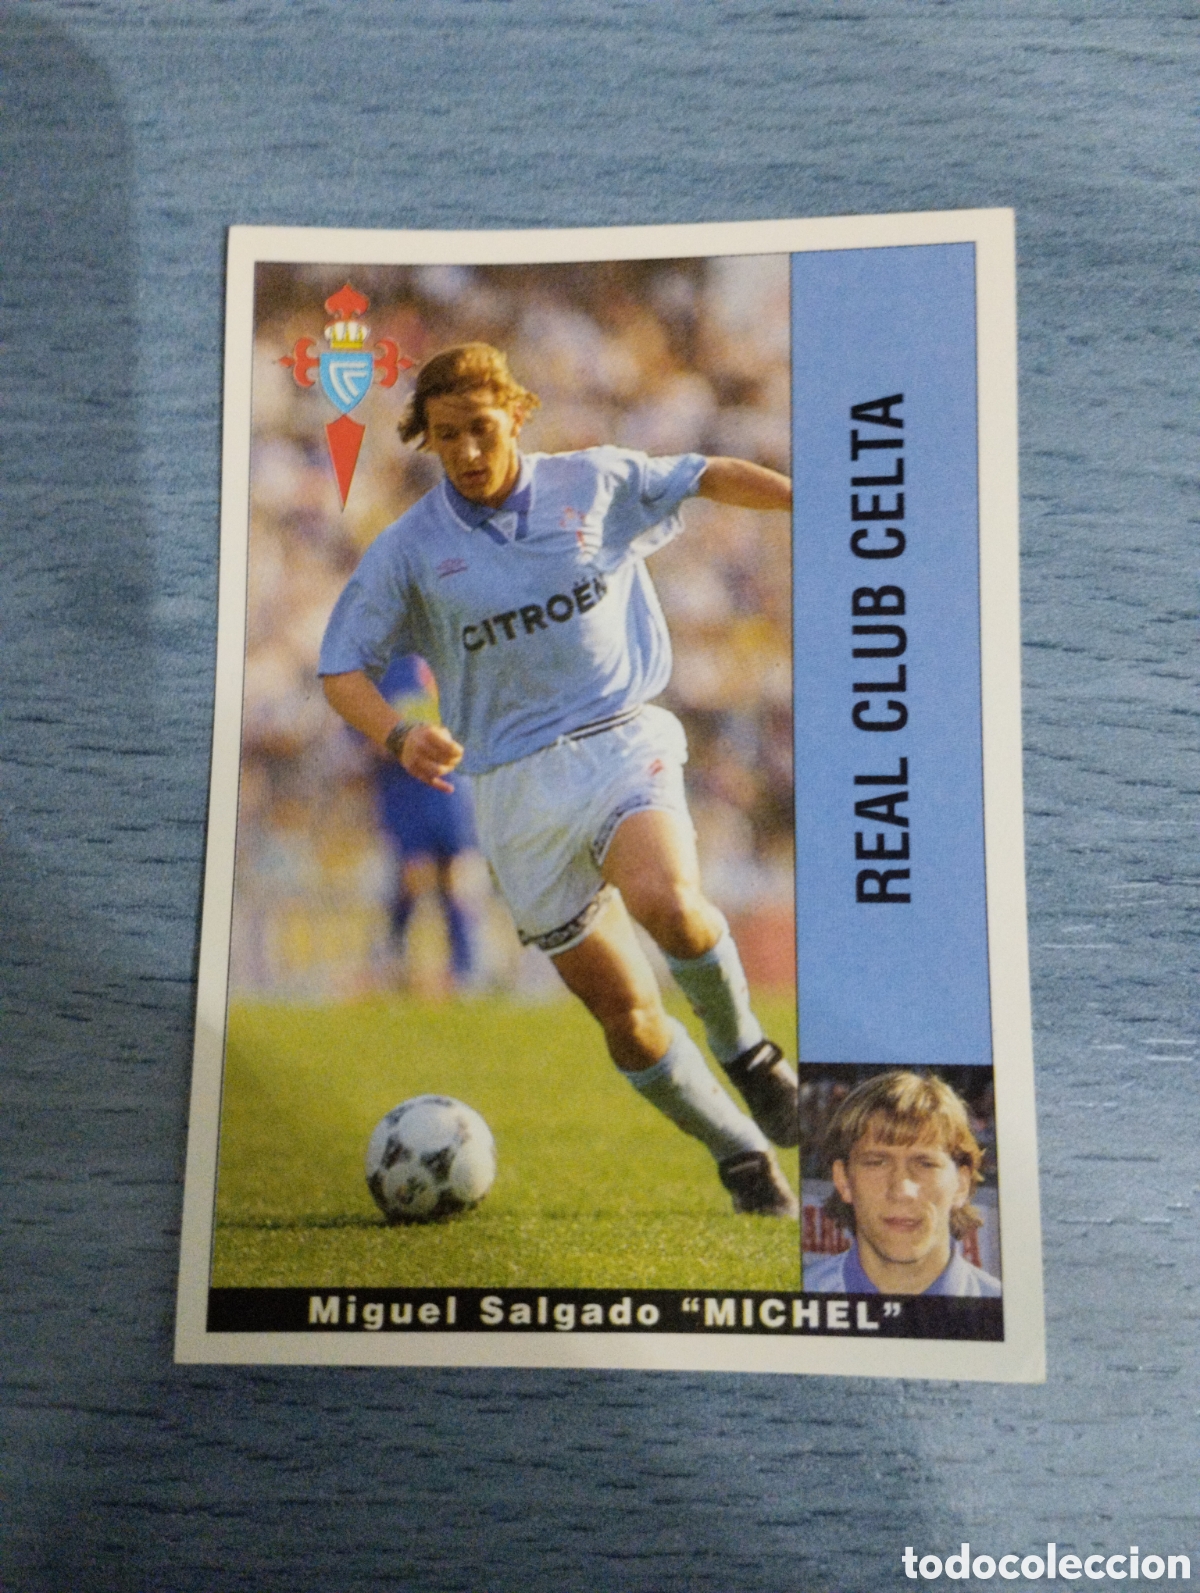 CITROËN
REAL CLUB CELTA
Miguel Salgado “MICHEL”
todocoleccion